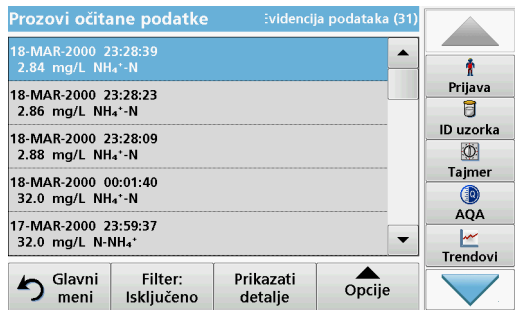 Prozovi očitane podatke
Evidencija podataka (31)
18-MAR-2000 23:28:39
2.84 mg/L NH₄⁺-N
18-MAR-2000 23:28:23
2.86 mg/L NH₄⁺-N
18-MAR-2000 23:28:09
2.88 mg/L NH₄⁺-N
18-MAR-2000 00:01:40
32.0 mg/L NH₄⁺-N
17-MAR-2000 23:59:37
32.0 mg/L N-NH₄⁺
Glavni
meni
Filter:
Isključeno
Prikazati
detalje
Opcije
Prijava
ID uzorka
Tajmer
AQA
Trendovi